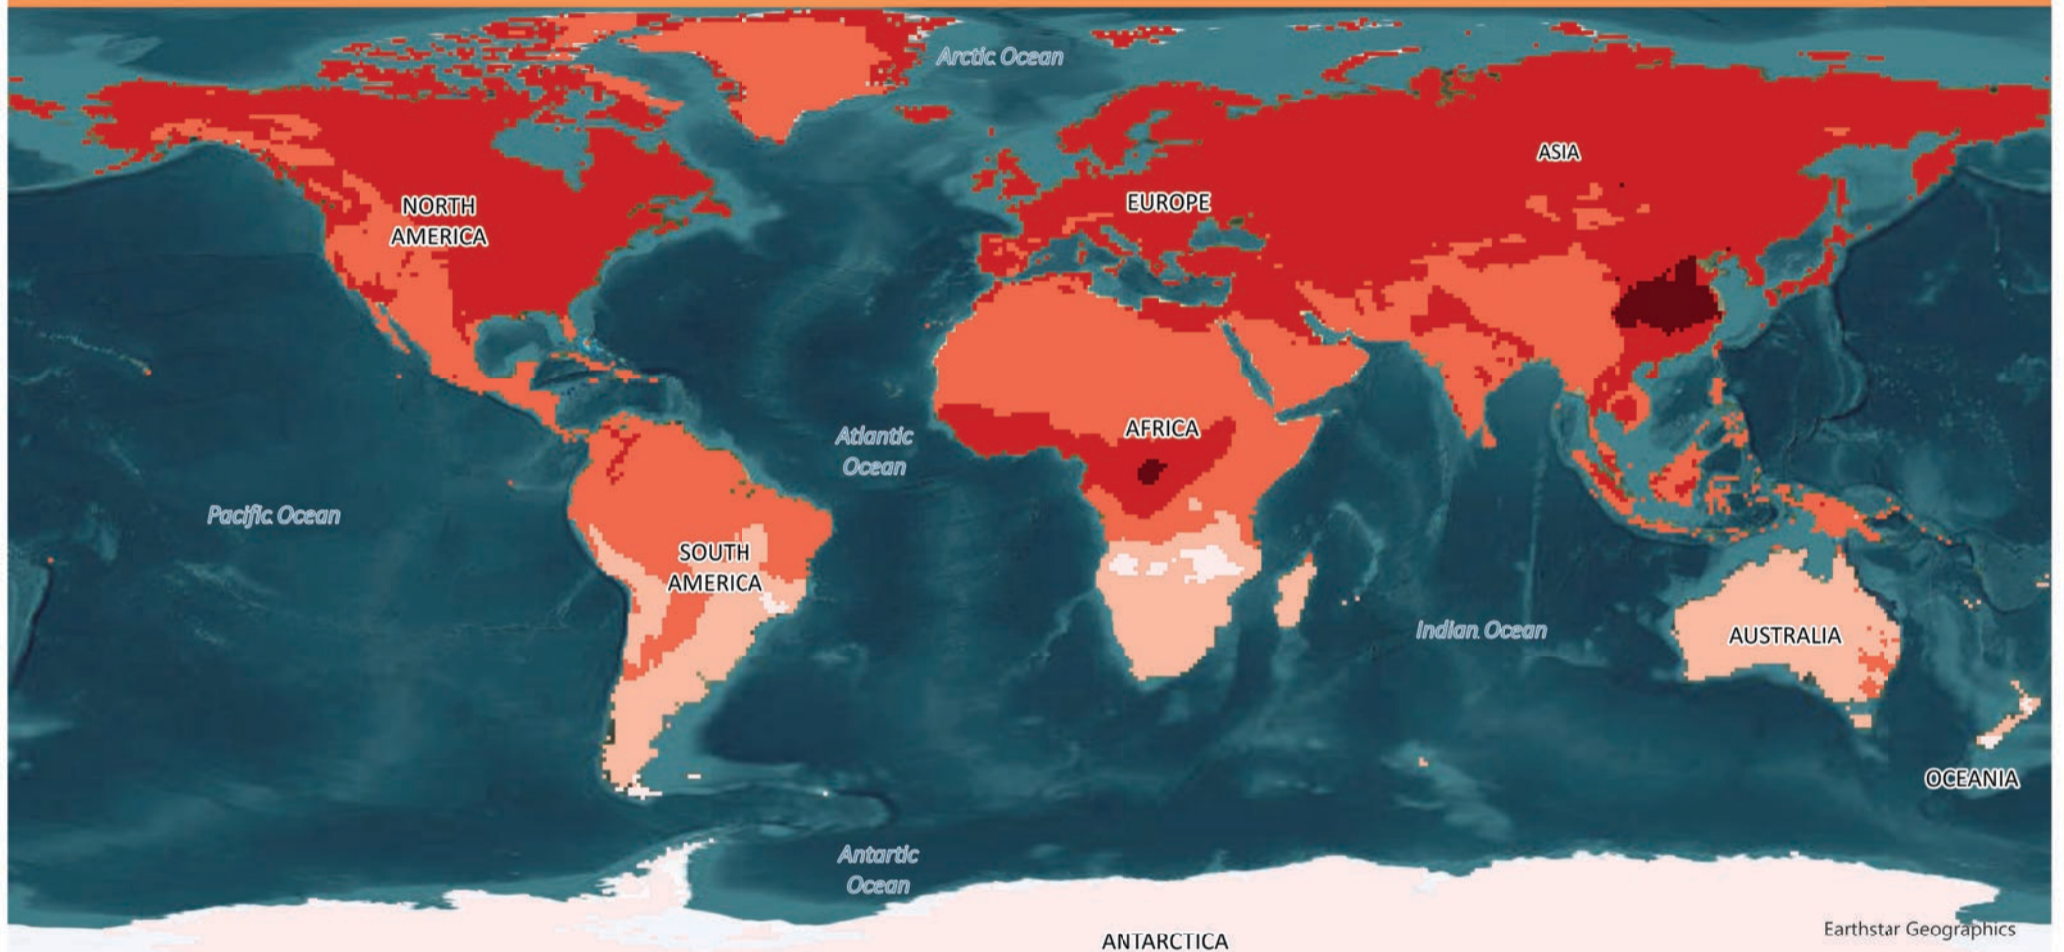 Arctic Ocean
ASIA
NORTH
AMERICA
EUROPE
AFRICA
Atlantic
Ocean
Pacific Ocean
SOUTH
AMERICA
Indian Ocean
AUSTRALIA
OCEANIA
Antartic
Ocean
Earthstar Geographics
ANTARCTICA